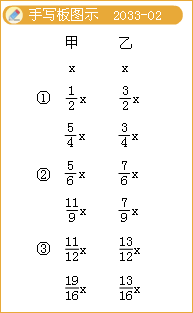 手写板图示 2033-02
甲 乙
x x
① 1/2x 3/2x
5/4x 3/4x
② 5/6x 7/6x
11/9x 7/9x
③ 11/12x 13/12x
19/16x 13/16x